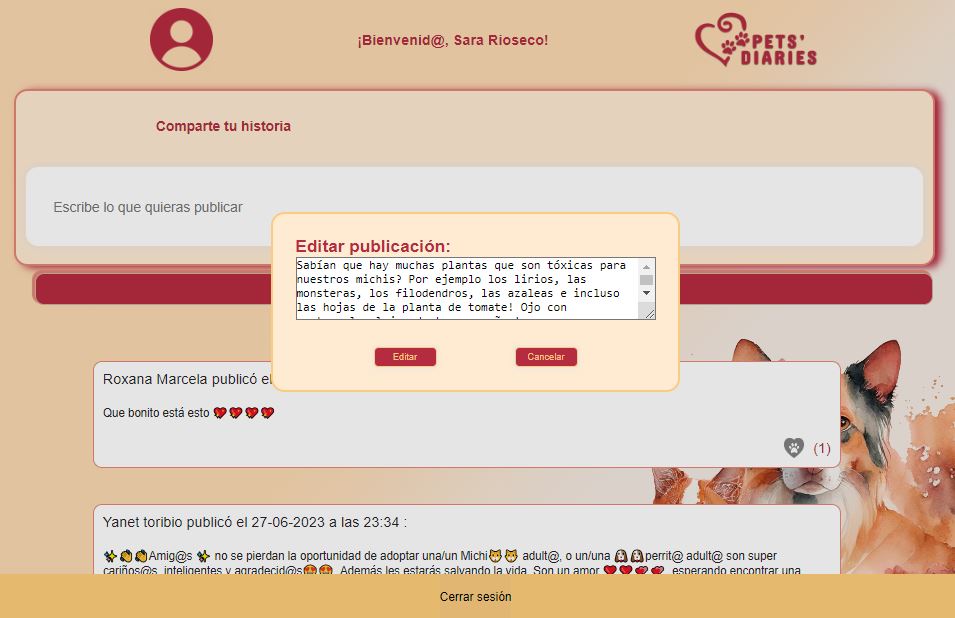 ¡Bienvenid@, Sara Rioseco!
PETS'
DIARIES
Comparte tu historia
Escribe lo que quieras publicar
Editar publicación:
Sabían que hay muchas plantas que son tóxicas para
nuestros michis? Por ejemplo los lirios, las
monsteras, los filodendros, las azaleas e incluso
las hojas de la planta de tomate! Ojo con
Editar
Cancelar
Roxana Marcela publicó el
Que bonito está esto 💘💘💘💘
(1)
Yanet toribio publicó el 27-06-2023 a las 23:34 :
✨👏👏Amig@s ✨ no se pierdan la oportunidad de adoptar una/un Michi🐱🐱 adult@, o un/una 🐶🐶perrit@ adult@ son super
cariños@s, inteligentes y agradecid@s😍😍. Además les estarás salvando la vida. Son un amor ❤❤💕💕, esperando encontrar una
Cerrar sesión